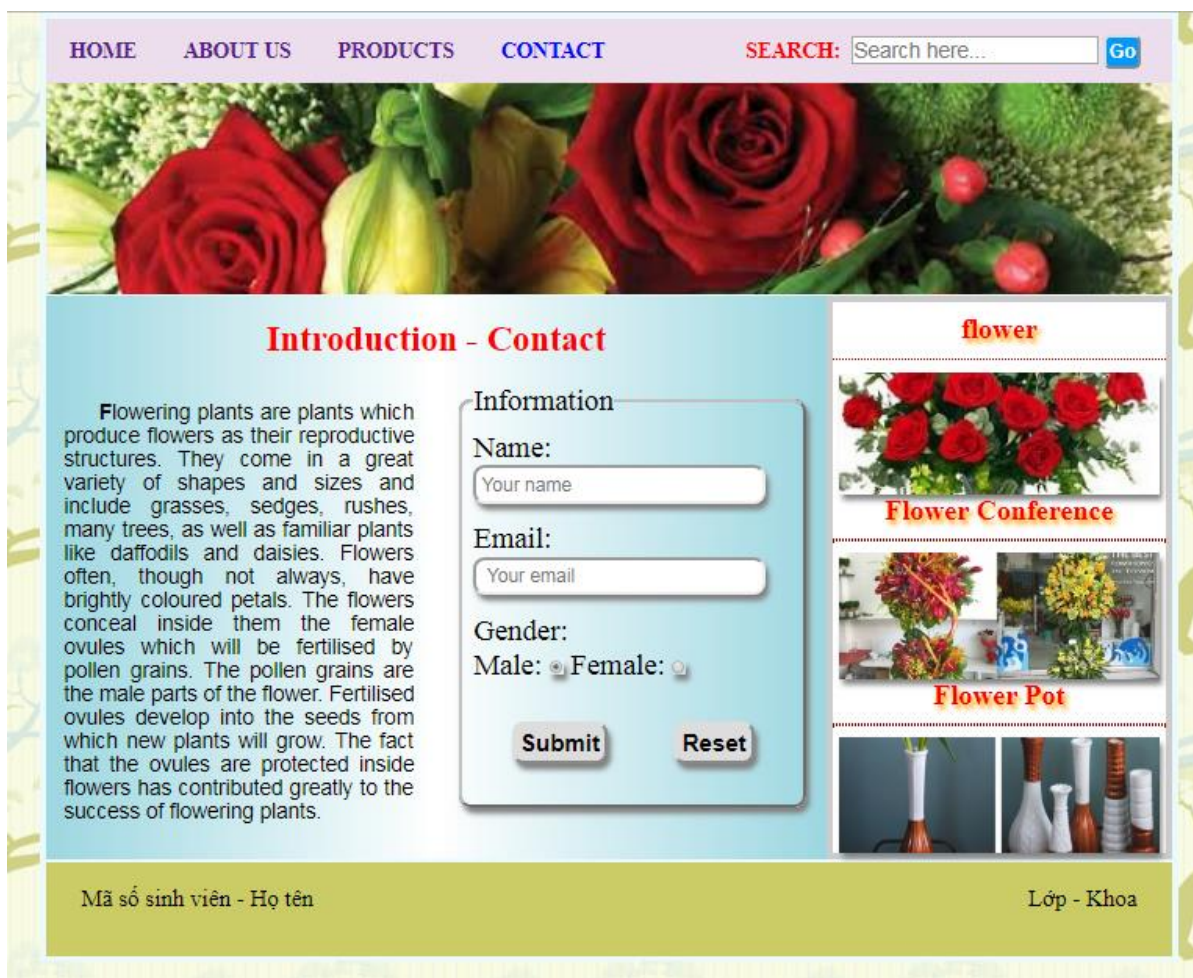 HOME ABOUT US PRODUCTS CONTACT SEARCH: Search here... Go
Introduction - Contact
Flowering plants are plants which
produce flowers as their reproductive
structures. They come in a great
variety of shapes and sizes and
include grasses, sedges, rushes,
many trees, as well as familiar plants
like daffodils and daisies. Flowers
often, though not always, have
brightly coloured petals. The flowers
conceal inside them the female
ovules which will be fertilised by
pollen grains. The pollen grains are
the male parts of the flower. Fertilised
ovules develop into the seeds from
which new plants will grow. The fact
that the ovules are protected inside
flowers has contributed greatly to the
success of flowering plants.
Information
Name:
Your name
Email:
Your email
Gender:
Male: Female:
Submit Reset
flower
Flower Conference
THE BEST
Flower Pot
Mã số sinh viên - Họ tên
Lớp - Khoa